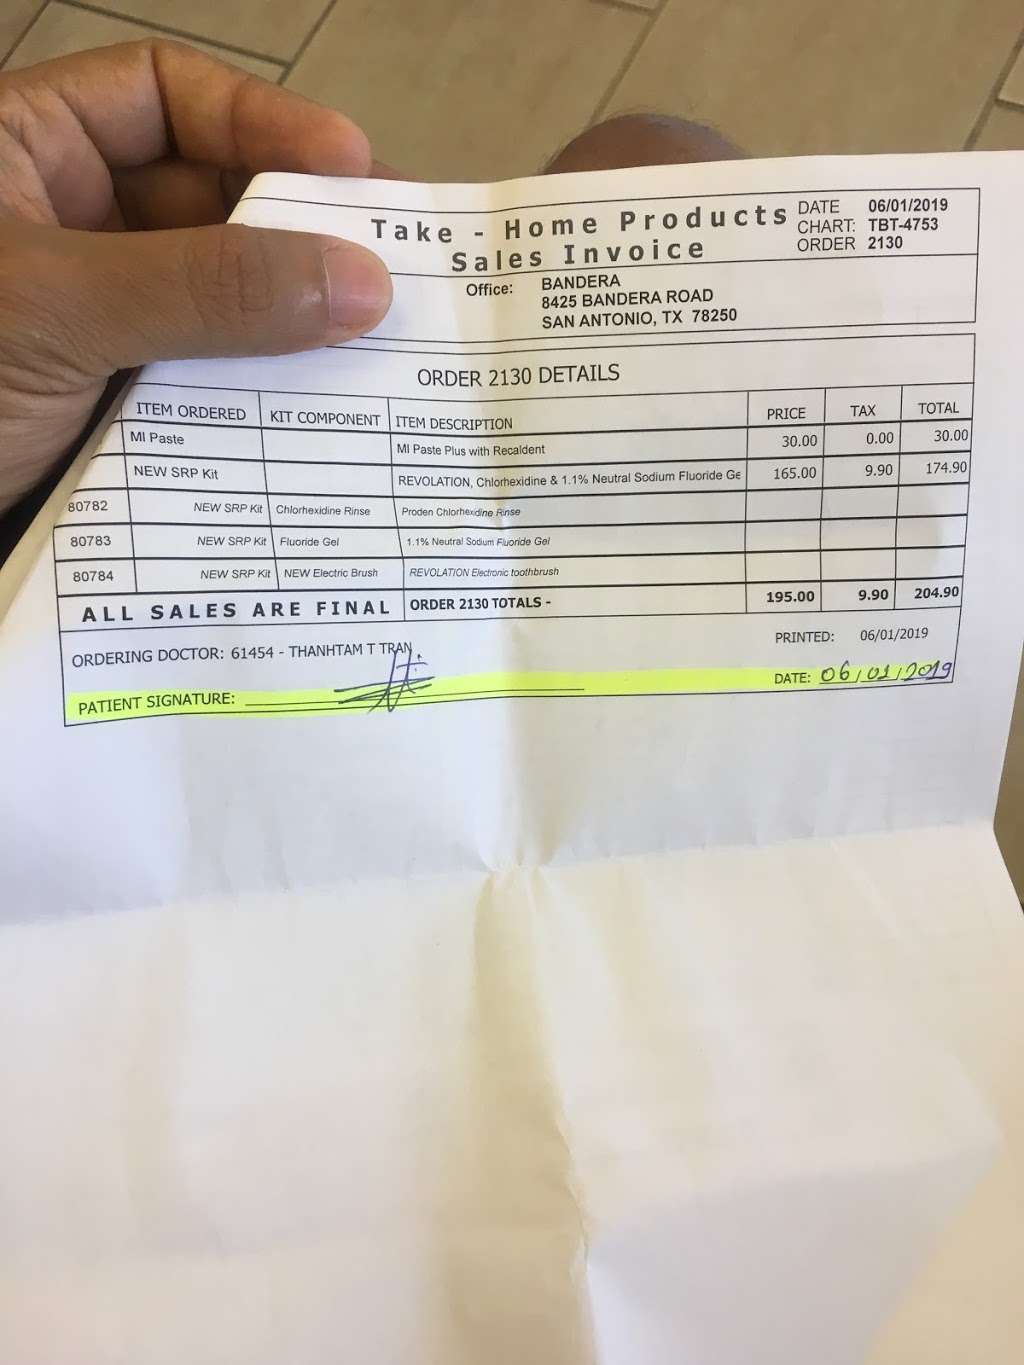 Take - Home Products
Sales Invoice
DATE 06/01/2019
CHART: TBT-4753
ORDER 2130
Office: BANDERA
8425 BANDERA ROAD
SAN ANTONIO, TX 78250
ORDER 2130 DETAILS
ITEM ORDERED KIT COMPONENT ITEM DESCRIPTION PRICE TAX TOTAL
MI Paste MI Paste Plus with Recaldent 30.00 0.00 30.00
NEW SRP Kit REVOLATION, Chlorhexidine & 1.1% Neutral Sodium Fluoride Ge 165.00 9.90 174.90
80782 NEW SRP Kit Chlorhexidine Rinse Proden Chlorhexidine Rinse
80783 NEW SRP Kit Fluoride Gel 1.1% Neutral Sodium Fluoride Gel
80784 NEW SRP Kit NEW Electric Brush REVOLATION Electronic toothbrush
ALL SALES ARE FINAL ORDER 2130 TOTALS - 195.00 9.90 204.90
ORDERING DOCTOR: 61454 - THANHTAM T TRAN PRINTED: 06/01/2019
PATIENT SIGNATURE: DATE: 06/01/2019